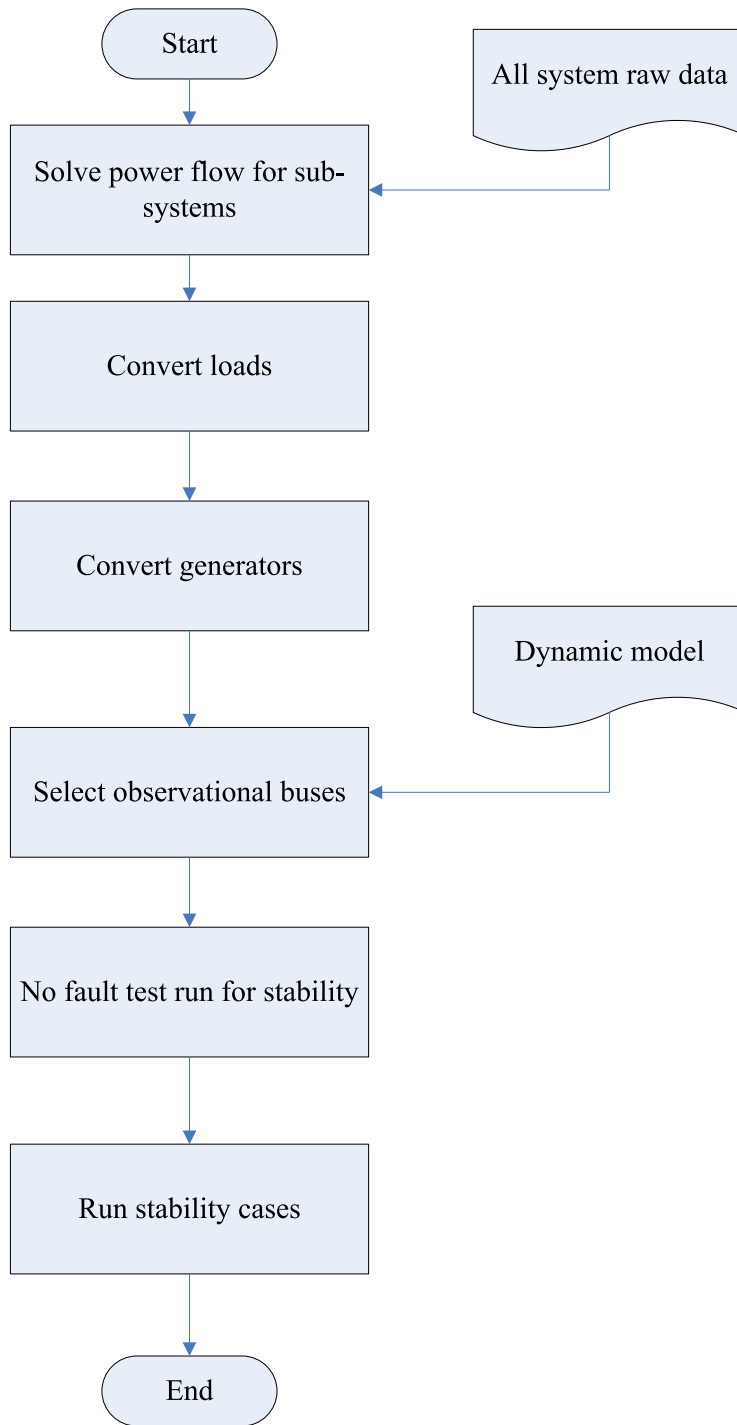 Start
All system raw data
Solve power flow for sub-
systems
Convert loads
Convert generators
Dynamic model
Select observational buses
No fault test run for stability
Run stability cases
End